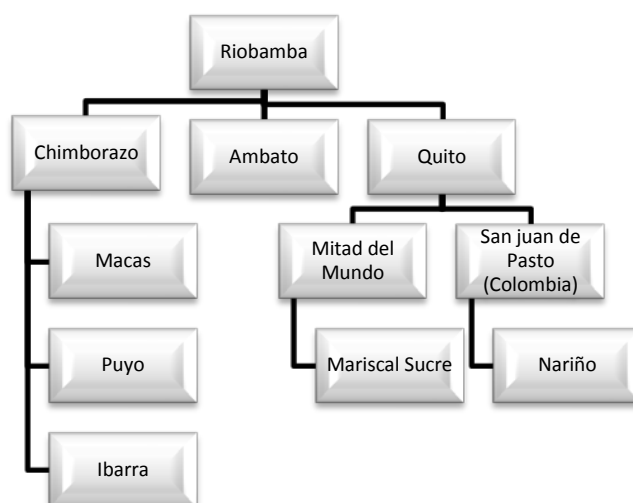 Riobamba
Chimborazo
Ambato
Quito
Macas
Mitad del
Mundo
San juan de
Pasto
(Colombia)
Puyo
Mariscal Sucre
Nariño
Ibarra